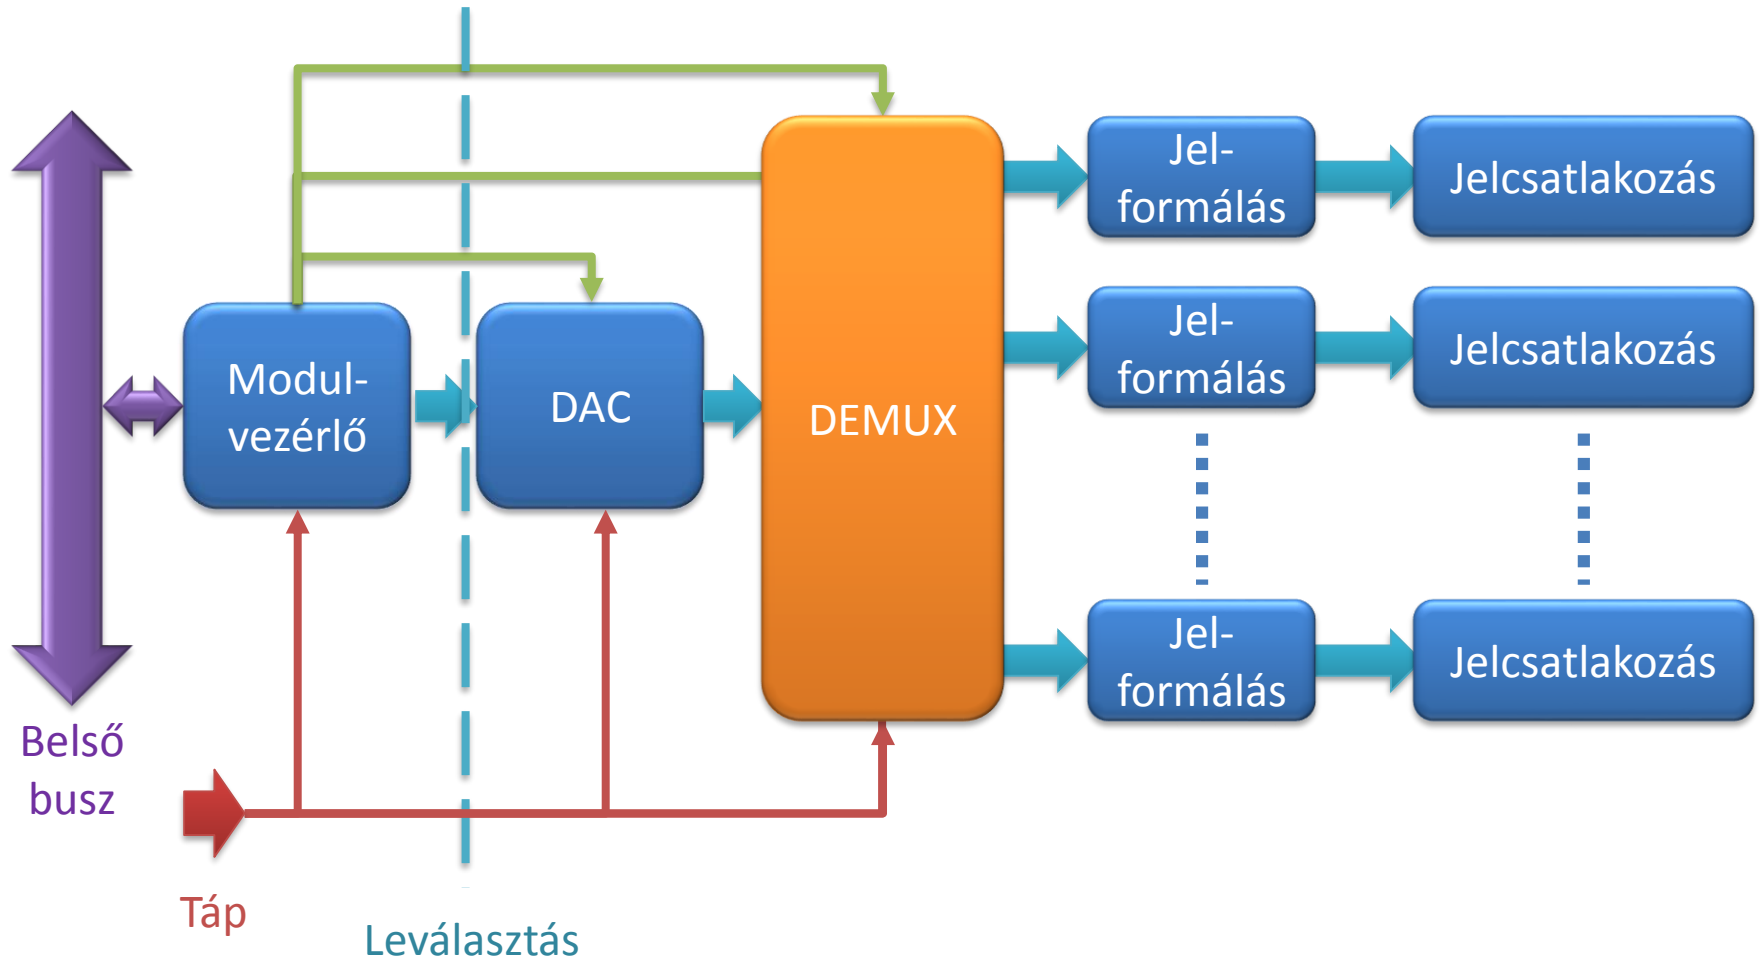 Jel-
formálás
Jelcsatlakozás
Jel-
formálás
Jelcsatlakozás
Modul-
vezérlő
DAC
DEMUX
Jel-
formálás
Jelcsatlakozás
Belső
busz
Táp
Leválasztás